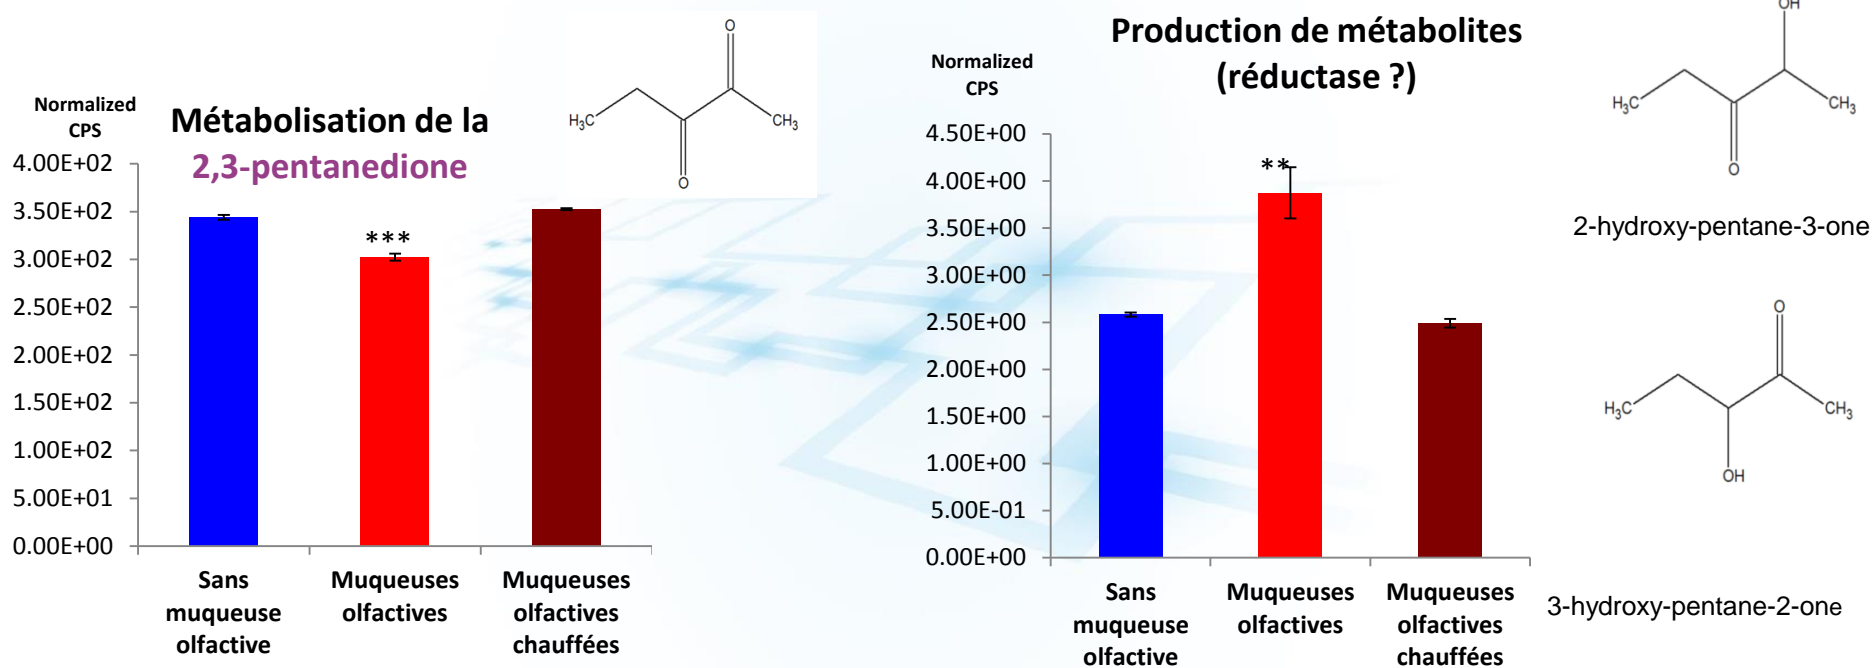 Normalized
CPS
Métabolisation de la
2,3-pentanedione
O
H₃C
CH₃
O
4.00E+02
3.50E+02
3.00E+02
2.50E+02
2.00E+02
1.50E+02
1.00E+02
5.00E+01
0.00E+00
***
Sans
muqueuse
olfactive
Muqueuses
olfactives
Muqueuses
olfactives
chauffées
Production de métabolites
(réductase ?)
Normalized
CPS
4.50E+00
4.00E+00
3.50E+00
3.00E+00
2.50E+00
2.00E+00
1.50E+00
1.00E+00
5.00E-01
0.00E+00
**
Sans
muqueuse
olfactive
Muqueuses
olfactives
Muqueuses
olfactives
chauffées
OH
H₃C
CH₃
O
2-hydroxy-pentane-3-one
O
H₃C
CH₃
OH
3-hydroxy-pentane-2-one